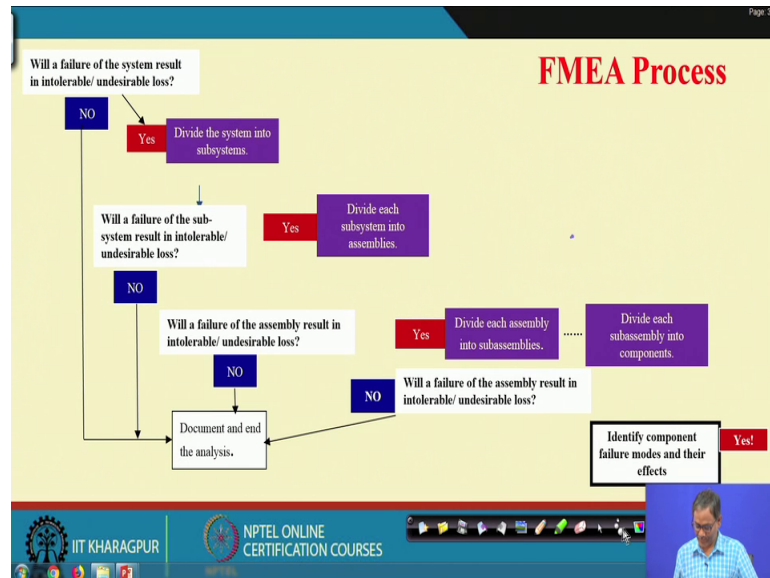 Page: 3
FMEA Process
Will a failure of the system result
in intolerable/ undesirable loss?
NO
Yes
Divide the system into
subsystems.
Will a failure of the sub-
system result in intolerable/
undesirable loss?
Yes
Divide each
subsystem into
assemblies.
NO
Will a failure of the assembly result in
intolerable/ undesirable loss?
Yes
Divide each assembly
into subassemblies.
......
Divide each
subassembly into
components.
NO
NO
Will a failure of the assembly result in
intolerable/ undesirable loss?
Document and end
the analysis.
Identify component
failure modes and their
effects
Yes!
IIT KHARAGPUR
NPTEL ONLINE
CERTIFICATION COURSES